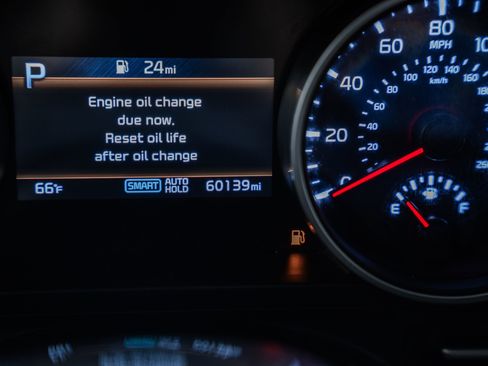 P
24mi
Engine oil change
due now.
Reset oil life
after oil change
66°F
SMART
AUTO HOLD
60139mi
20
40
60
80
MPH
km/h
20
40
60
80
100
120
140
160
E
F